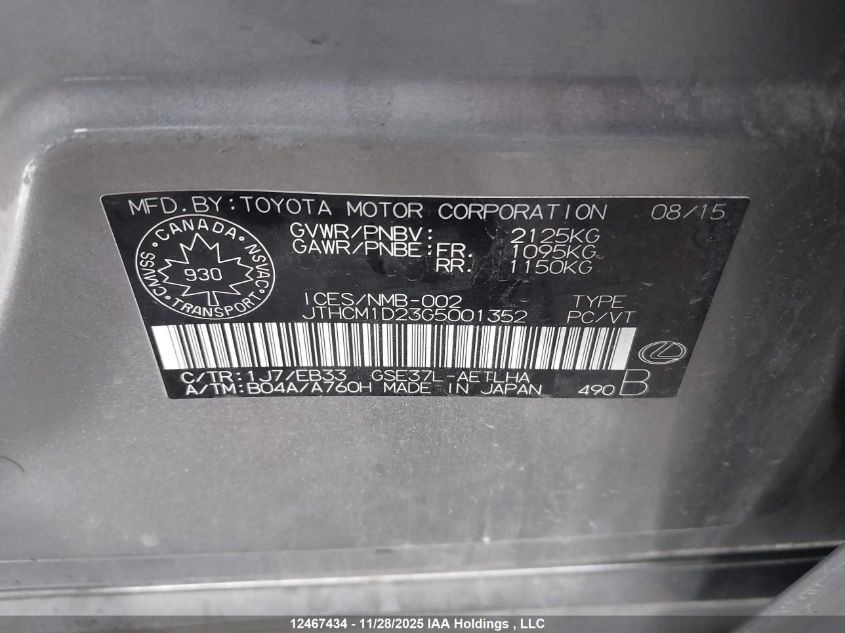 MFD.BY:TOYOTA MOTOR CORPORATION 08/15
GVWR/PNBV: 2125KG
GAWR/PNBE:FR. 1095KG
RR. 1150KG
CANADA
CMVSS 930 NSVAC
TRANSPORT
ICES/NMB-002 TYPE
JTHCM1D23G5001352 PC/VT
C/TR:1J7/EB33 GSE37L-AETLHA
A/TM:B04A/A760H MADE IN JAPAN 490 B
12467434 - 11/28/2025 IAA Holdings , LLC